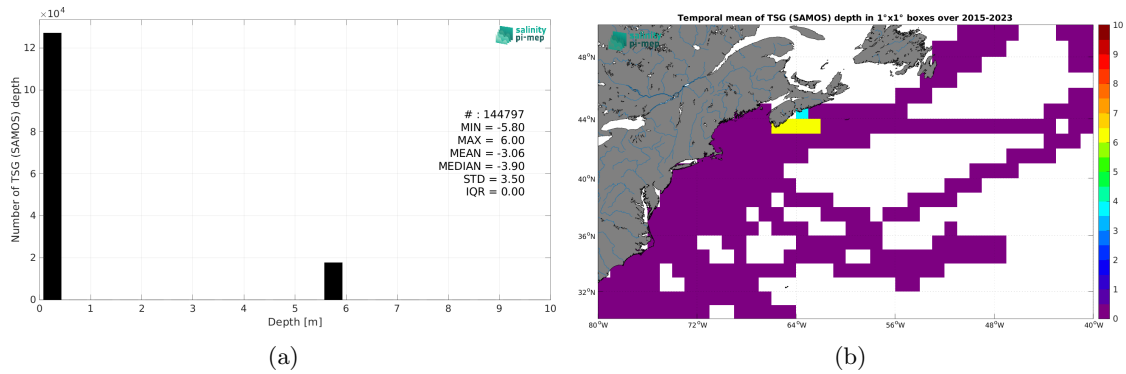 ×10⁴
12
10
8
6
4
2
0
0 1 2 3 4 5 6 7 8 9 10
Number of TSG (SAMOS) depth
Depth [m]
salinity
pi-mep
# : 144797
MIN = -5.80
MAX = 6.00
MEAN = -3.06
MEDIAN = -3.90
STD = 3.50
IQR = 0.00
(a)
Temporal mean of TSG (SAMOS) depth in 1°x1° boxes over 2015-2023
salinity
pi-mep
48°N
44°N
40°N
36°N
32°N
80°W 72°W 64°W 56°W 48°W 40°W
10
9
8
7
6
5
4
3
2
1
0
(b)